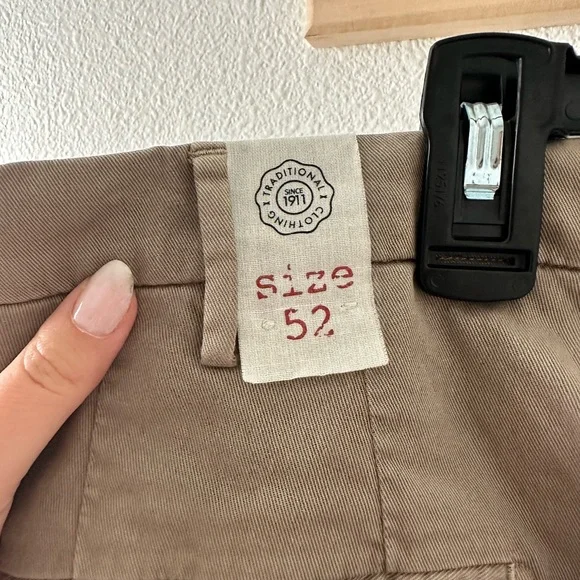 TRADITIONAL
SINCE
1911
CLOTHING
size
52